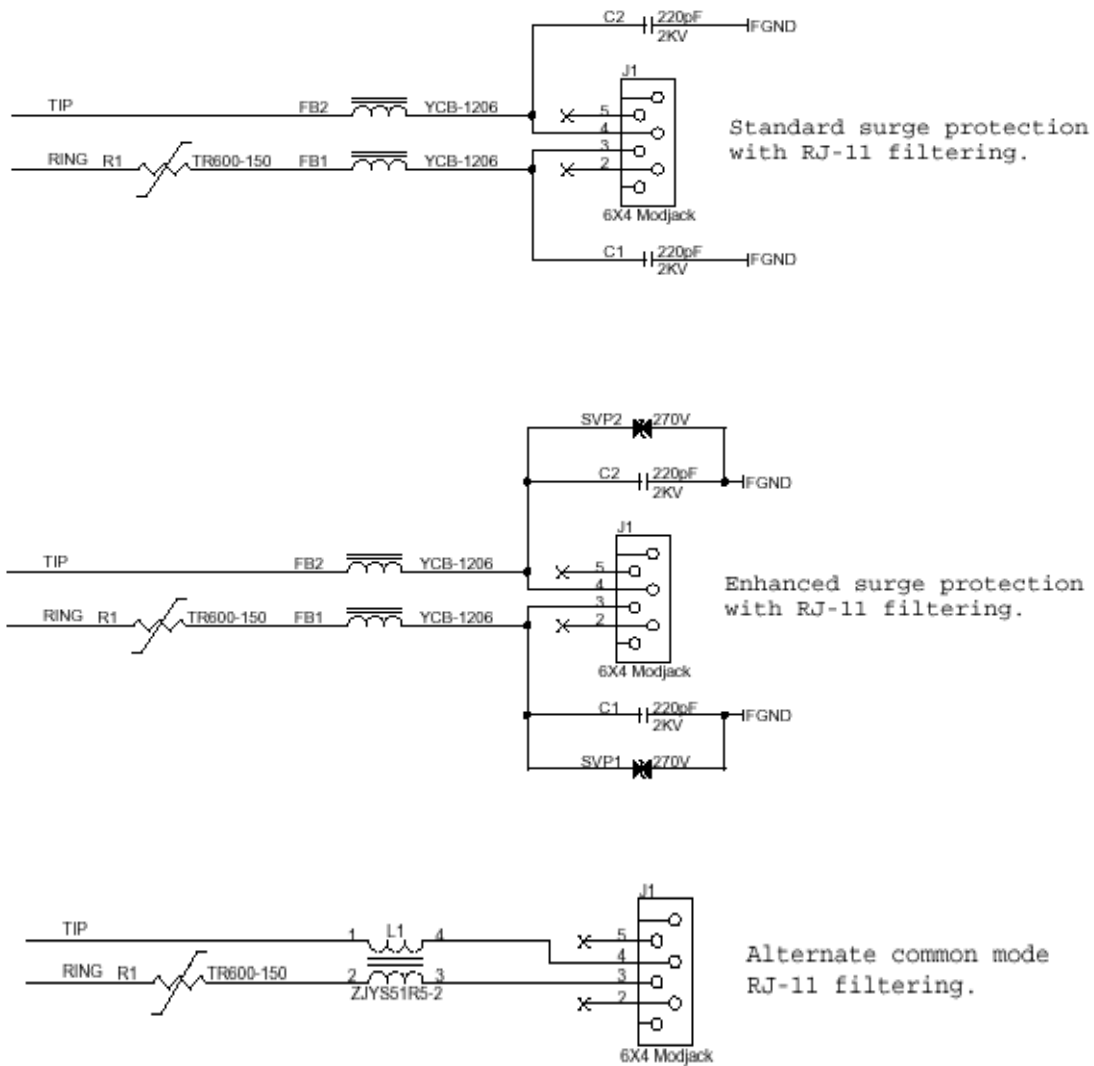 C2 220pF
2KV
FGND
J1
TIP FB2 YCB-1206
5
4
3
2
RING R1 TR600-150 FB1 YCB-1206
6X4 Modjack
Standard surge protection
with RJ-11 filtering.
C1 220pF
2KV
FGND
SVP2 270V
C2 220pF
2KV
FGND
J1
TIP FB2 YCB-1206
5
4
3
2
RING R1 TR600-150 FB1 YCB-1206
6X4 Modjack
Enhanced surge protection
with RJ-11 filtering.
C1 220pF
2KV
FGND
SVP1 270V
J1
TIP 1 L1 4
5
4
3
2
RING R1 TR600-150 2 3
ZJYS51R5-2
6X4 Modjack
Alternate common mode
RJ-11 filtering.